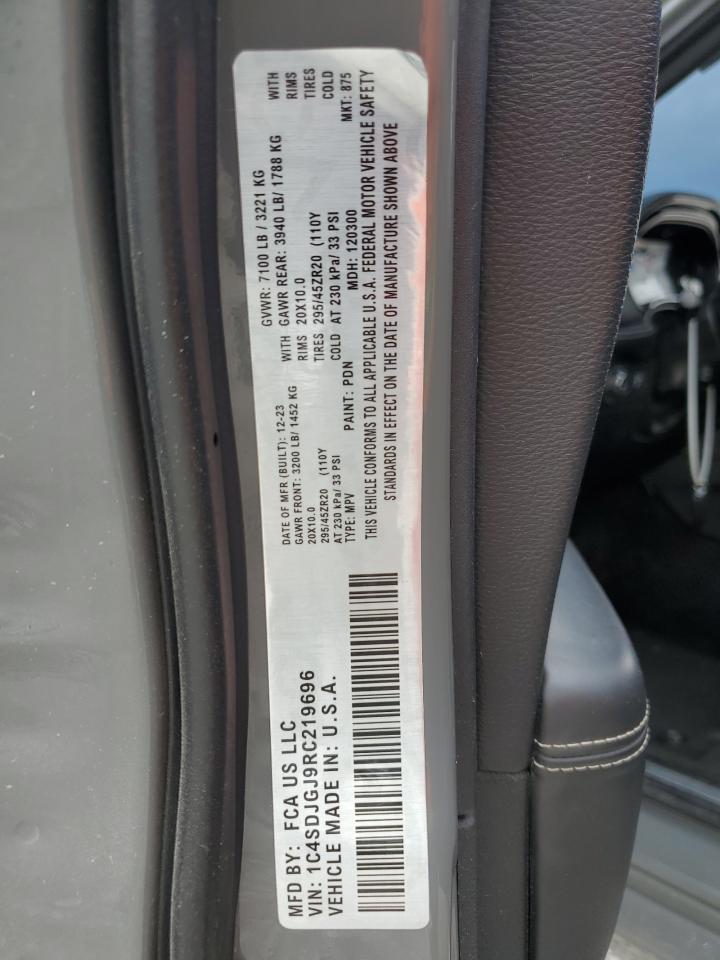 MFD BY: FCA US LLC
VIN: 1C4SDJGJ9RC219696
VEHICLE MADE IN: U.S.A.
DATE OF MFR (BUILT): 12-23 GVWR: 7100 LB / 3221 KG
GAWR FRONT: 3200 LB/ 1452 KG WITH GAWR REAR: 3940 LB/ 1788 KG WITH
20X10.0 RIMS 20X10.0 RIMS
295/45ZR20 (110Y TIRES 295/45ZR20 (110Y TIRES
AT 230 kPa/ 33 PSI COLD AT 230 kPa/ 33 PSI COLD
TYPE: MPV PAINT: PDN MDH: 120300 MKT: 875
THIS VEHICLE CONFORMS TO ALL APPLICABLE U.S.A. FEDERAL MOTOR VEHICLE SAFETY
STANDARDS IN EFFECT ON THE DATE OF MANUFACTURE SHOWN ABOVE